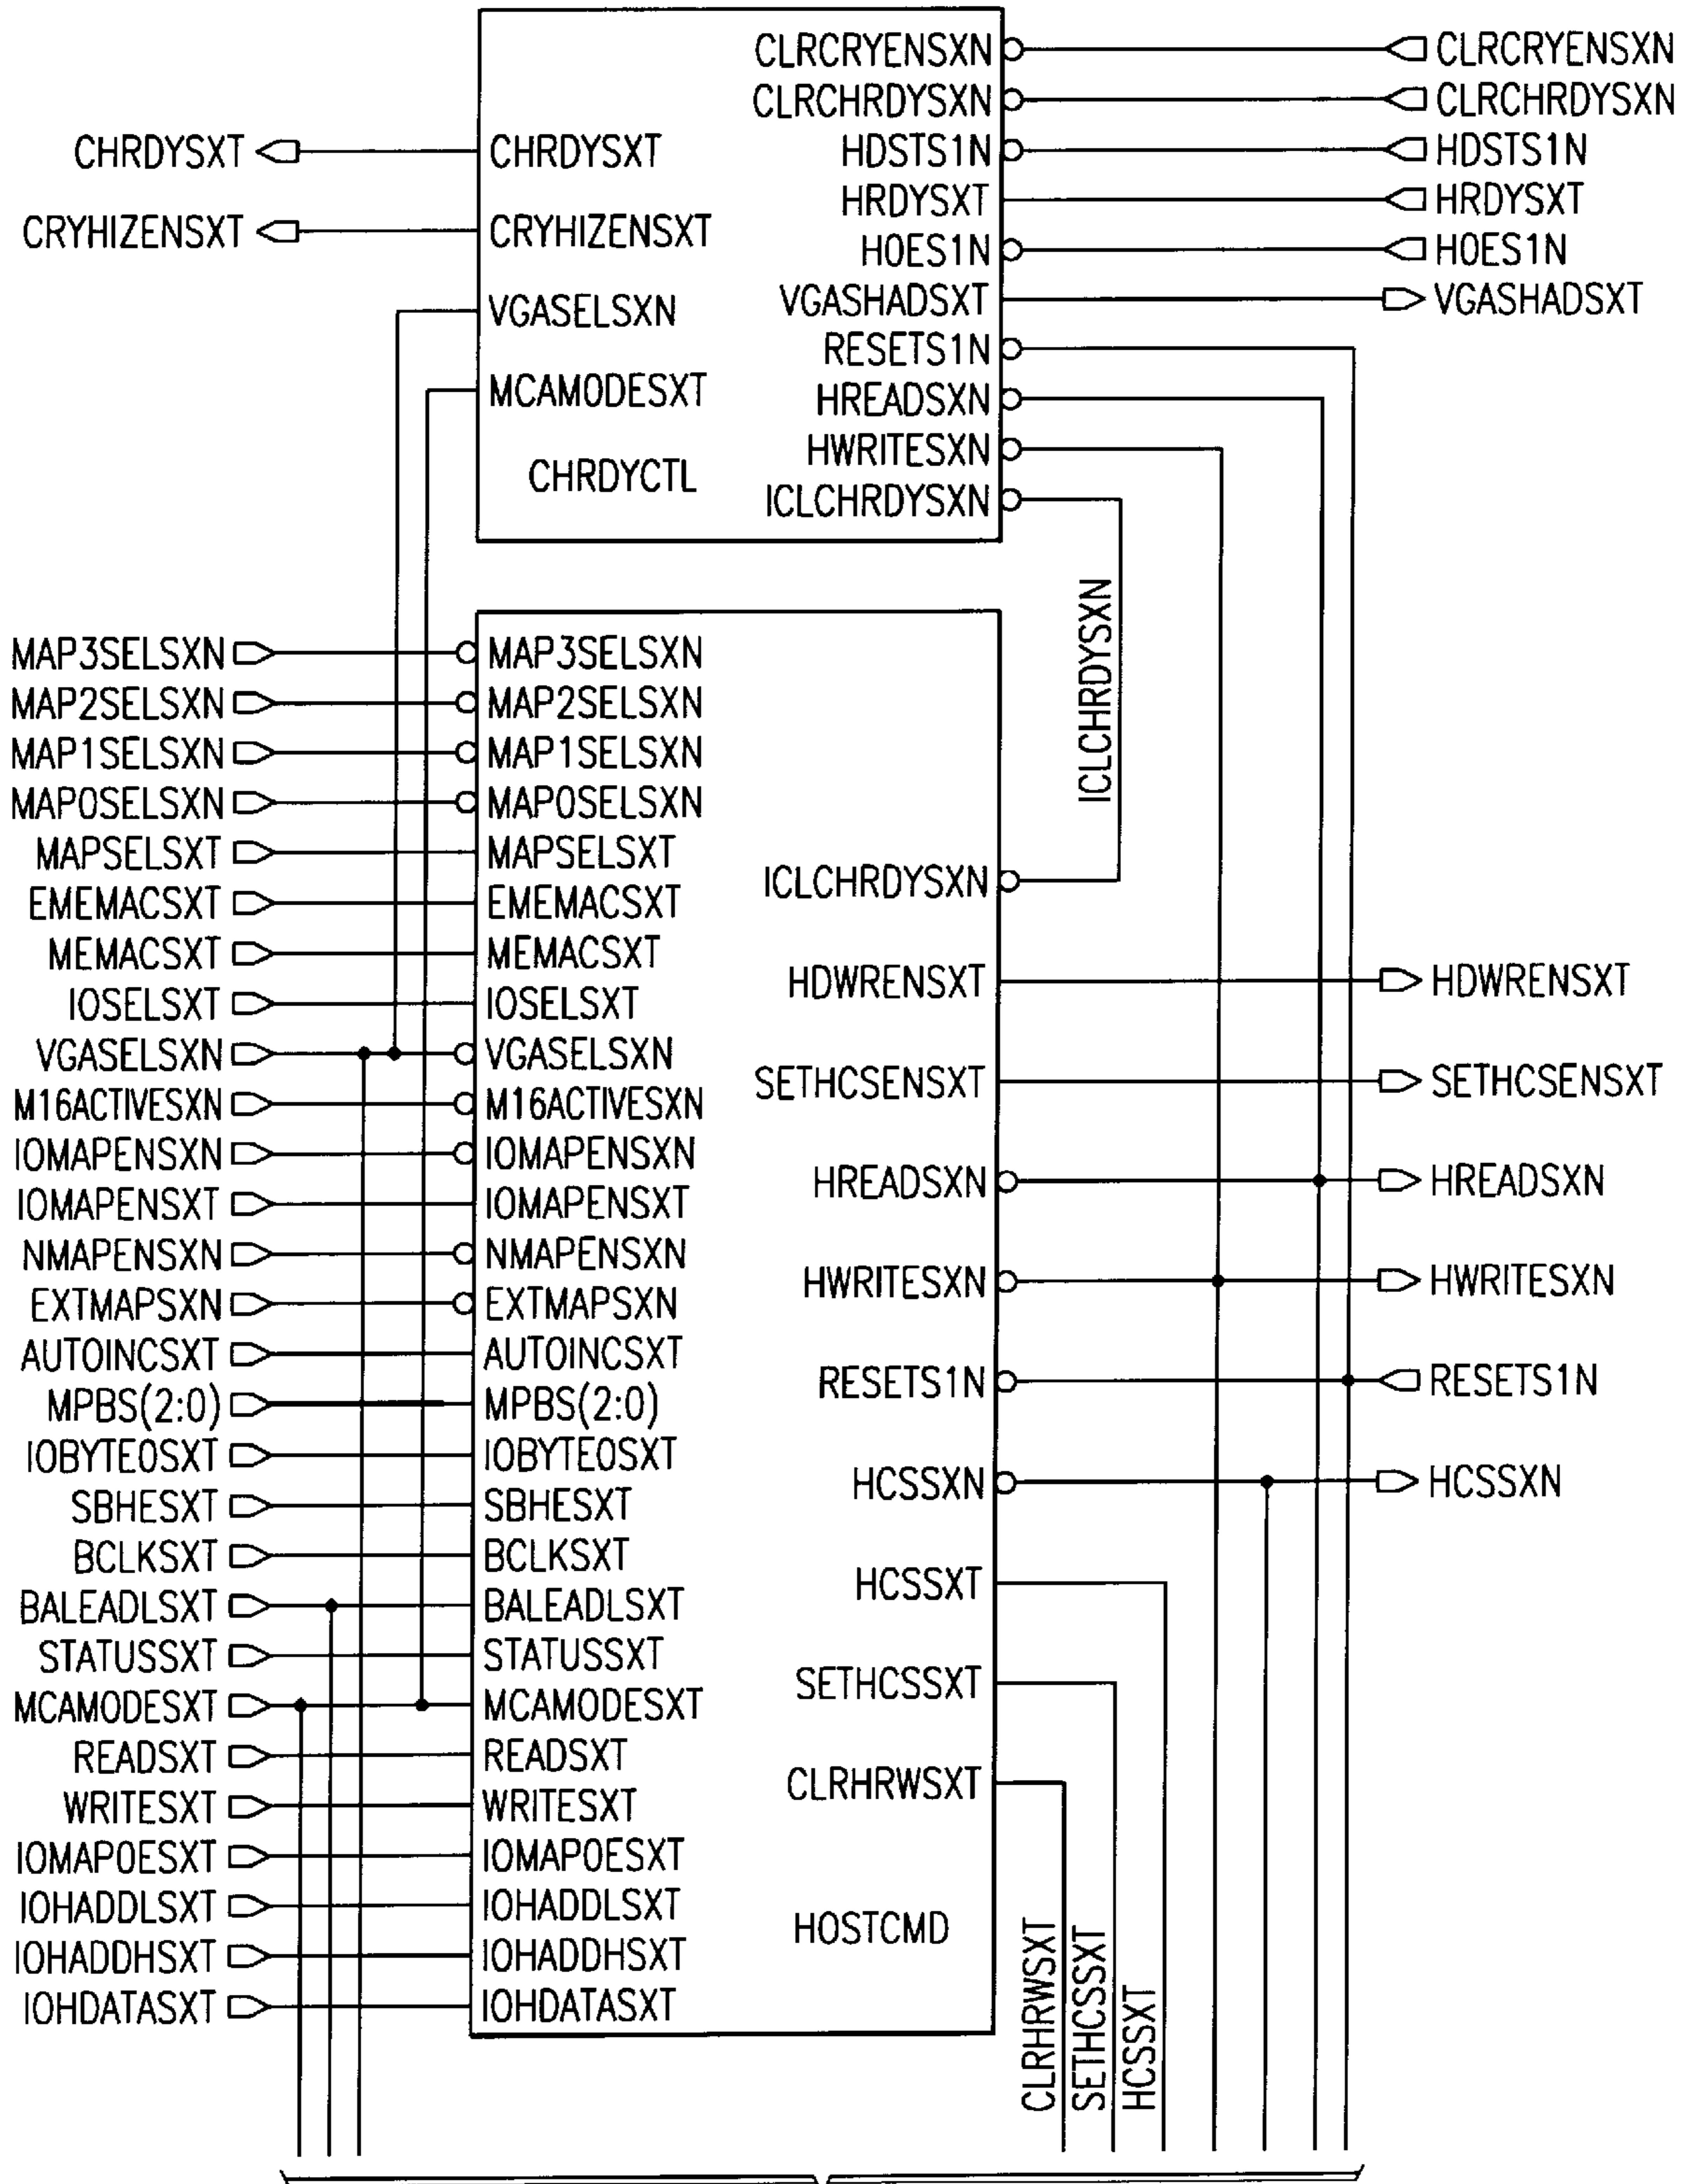 CLRCRYENSXN CLRCRYENSXN
CLRCHRDYSXN CLRCHRDYSXN
CHRDYSXT CHRDYSXT HDSTS1N HDSTS1N
HRDYSXT HRDYSXT
CRYHIZENSXT CRYHIZENSXT HOES1N HOES1N
VGASELSXN VGASHADSXT VGASHADSXT
RESETS1N
MCAMODESXT HREADSXN
HWRITESXN
CHRDYCTL ICLCHRDYSXN
ICLCHRDYSXN
MAP3SELSXN MAP3SELSXN
MAP2SELSXN MAP2SELSXN
MAP1SELSXN MAP1SELSXN
MAP0SELSXN MAP0SELSXN
MAPSELSXT MAPSELSXT
EMEMACSXT EMEMACSXT ICLCHRDYSXN
MEMACSXT MEMACSXT
IOSELSXT IOSELSXT HDWRENSXT HDWRENSXT
VGASELSXN VGASELSXN
M16ACTIVESXN M16ACTIVESXN SETHCSENSXT SETHCSENSXT
IOMAPENSXN IOMAPENSXN
IOMAPENSXT IOMAPENSXT HREADSXN HREADSXN
NMAPENSXN NMAPENSXN
EXTMAPSXN EXTMAPSXN HWRITESXN HWRITESXN
AUTOINCSXT AUTOINCSXT
MPBS(2:0) MPBS(2:0) RESETS1N RESETS1N
IOBYTE0SXT IOBYTE0SXT
SBHESXT SBHESXT HCSSXN HCSSXN
BCLKSXT BCLKSXT
BALEADLSXT BALEADLSXT HCSSXT
STATUSSXT STATUSSXT
MCAMODESXT MCAMODESXT SETHCSSXT
READSXT READSXT
WRITESXT WRITESXT CLRHRWSXT
IOMAPOESXT IOMAPOESXT
IOHADDLSXT IOHADDLSXT
IOHADDHSXT IOHADDHSXT HOSTCMD
IOHDATASXT IOHDATASXT
CLRHRWSXT
SETHCSSXT
HCSSXT